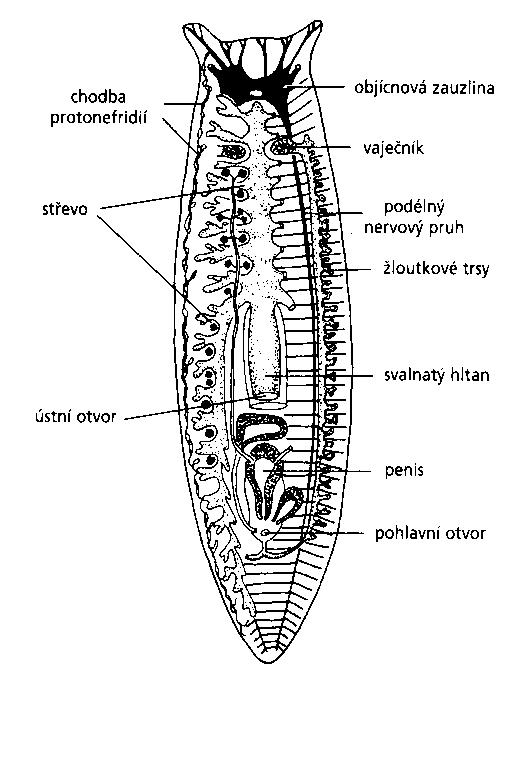 chodba
protonefridií
střevo
ústní otvor
objícnová zauzlina
vaječník
podélný
nervový pruh
žloutkové trsy
svalnatý hltan
penis
pohlavní otvor